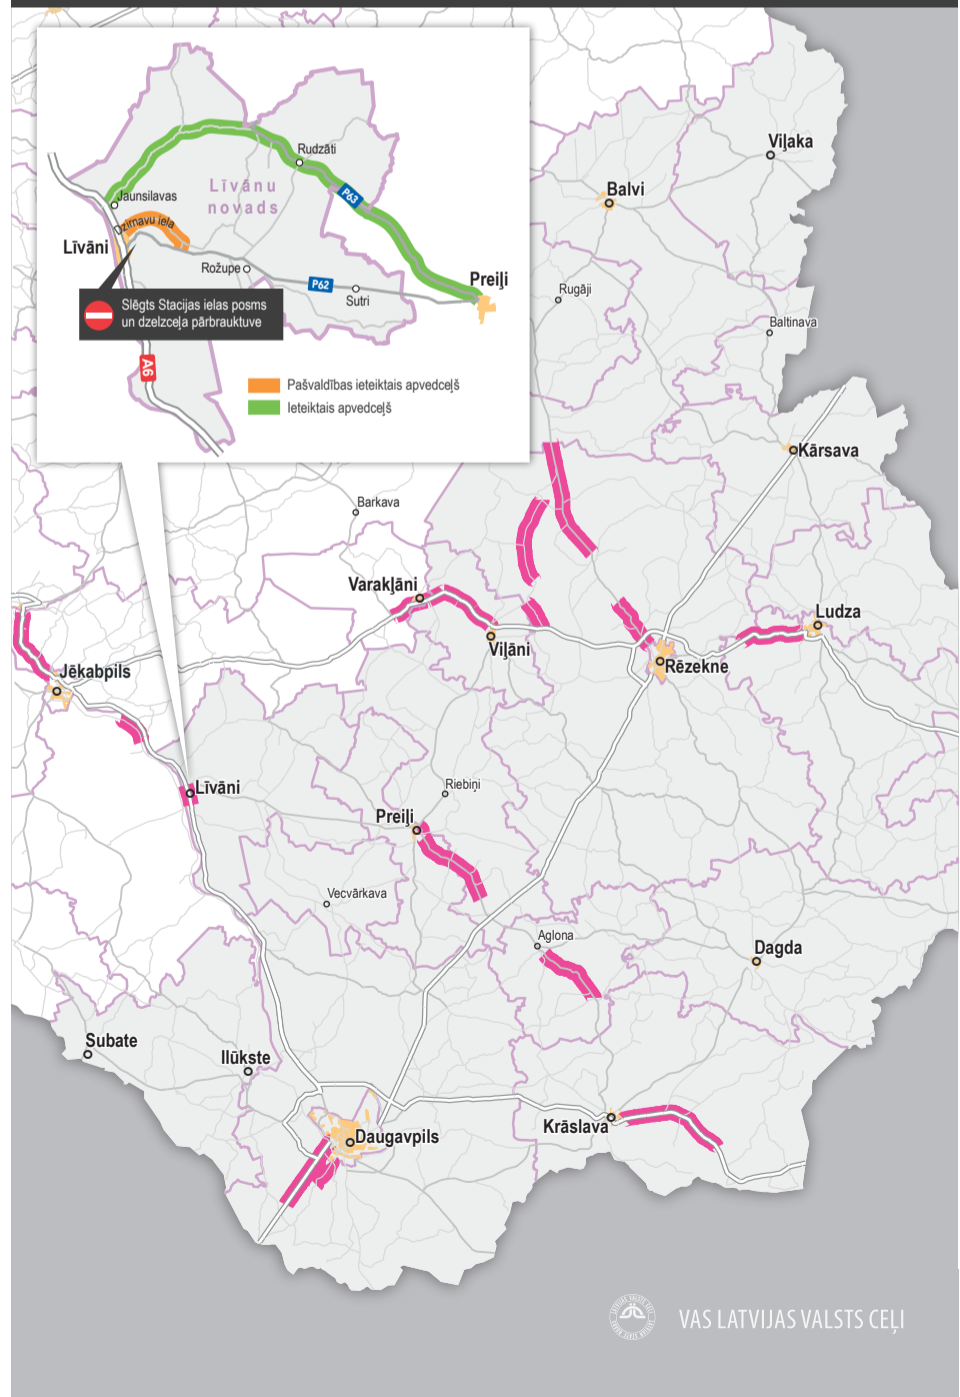 Rudzāti
Jaunsilavas
Līvānu
novads
P63
Dzirnavu iela
Līvāni
Rožupe
P62
Sutri
Preiļi
Slēgts Stacijas ielas posms
un dzelzceļa pārbrauktuve
A6
Pašvaldības ieteiktais apvedceļš
Ieteiktais apvedceļš
Viļaka
Balvi
Rugāji
Baltinava
Kārsava
Barkava
Varakļāni
Viļāni
Ludza
Rēzekne
Jēkabpils
Līvāni
Riebiņi
Preiļi
Vecvārkava
Aglona
Dagda
Subate
Ilūkste
Krāslava
Daugavpils
VAS LATVIJAS VALSTS CEĻI